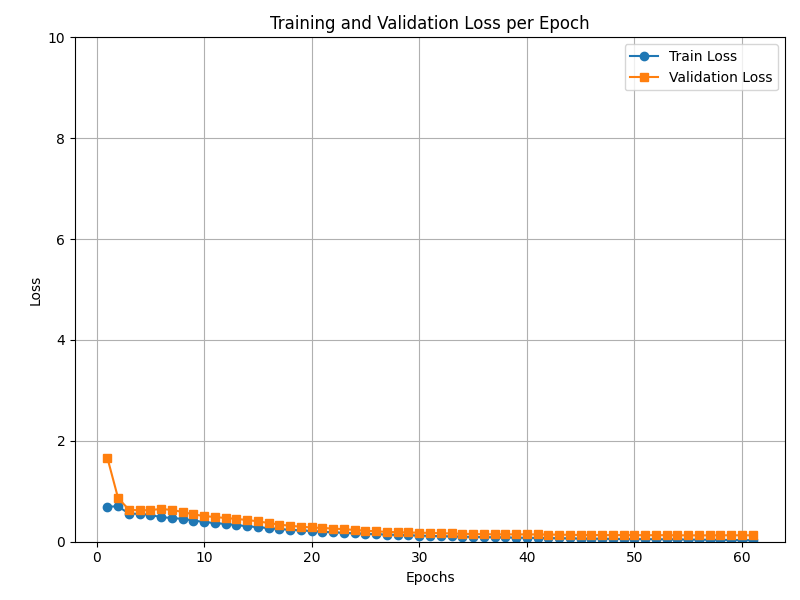 Training and Validation Loss per Epoch
Train Loss
Validation Loss
10
8
6
4
2
0
Loss
0 10 20 30 40 50 60
Epochs